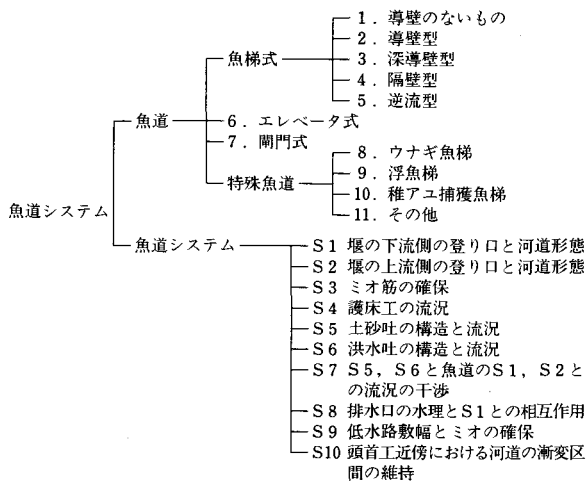 1．導壁のないもの
2．導壁型
魚梯式
3．深導壁型
4．隔壁型
5．逆流型
魚道
6．エレベータ式
7．閘門式
8．ウナギ魚梯
特殊魚道
9．浮魚梯
10．稚アユ捕獲魚梯
11．その他
魚道システム
魚道システム
S1 堰の下流側の登り口と河道形態
S2 堰の上流側の登り口と河道形態
S3 ミオ筋の確保
S4 護床工の流況
S5 土砂吐の構造と流況
S6 洪水吐の構造と流況
S7 S5，S6と魚道のS1，S2と
の流況の干渉
S8 排水口の水理とS1との相互作用
S9 低水路敷幅とミオの確保
S10 頭首工近傍における河道の漸変区
間の維持